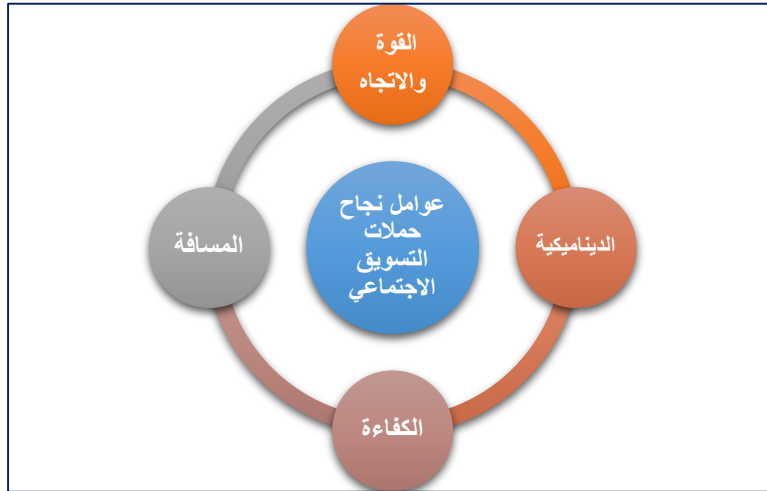 القوة
والاتجاه
عوامل نجاح
حملات
التسويق
الاجتماعي
الديناميكية
المسافة
الكفاءة